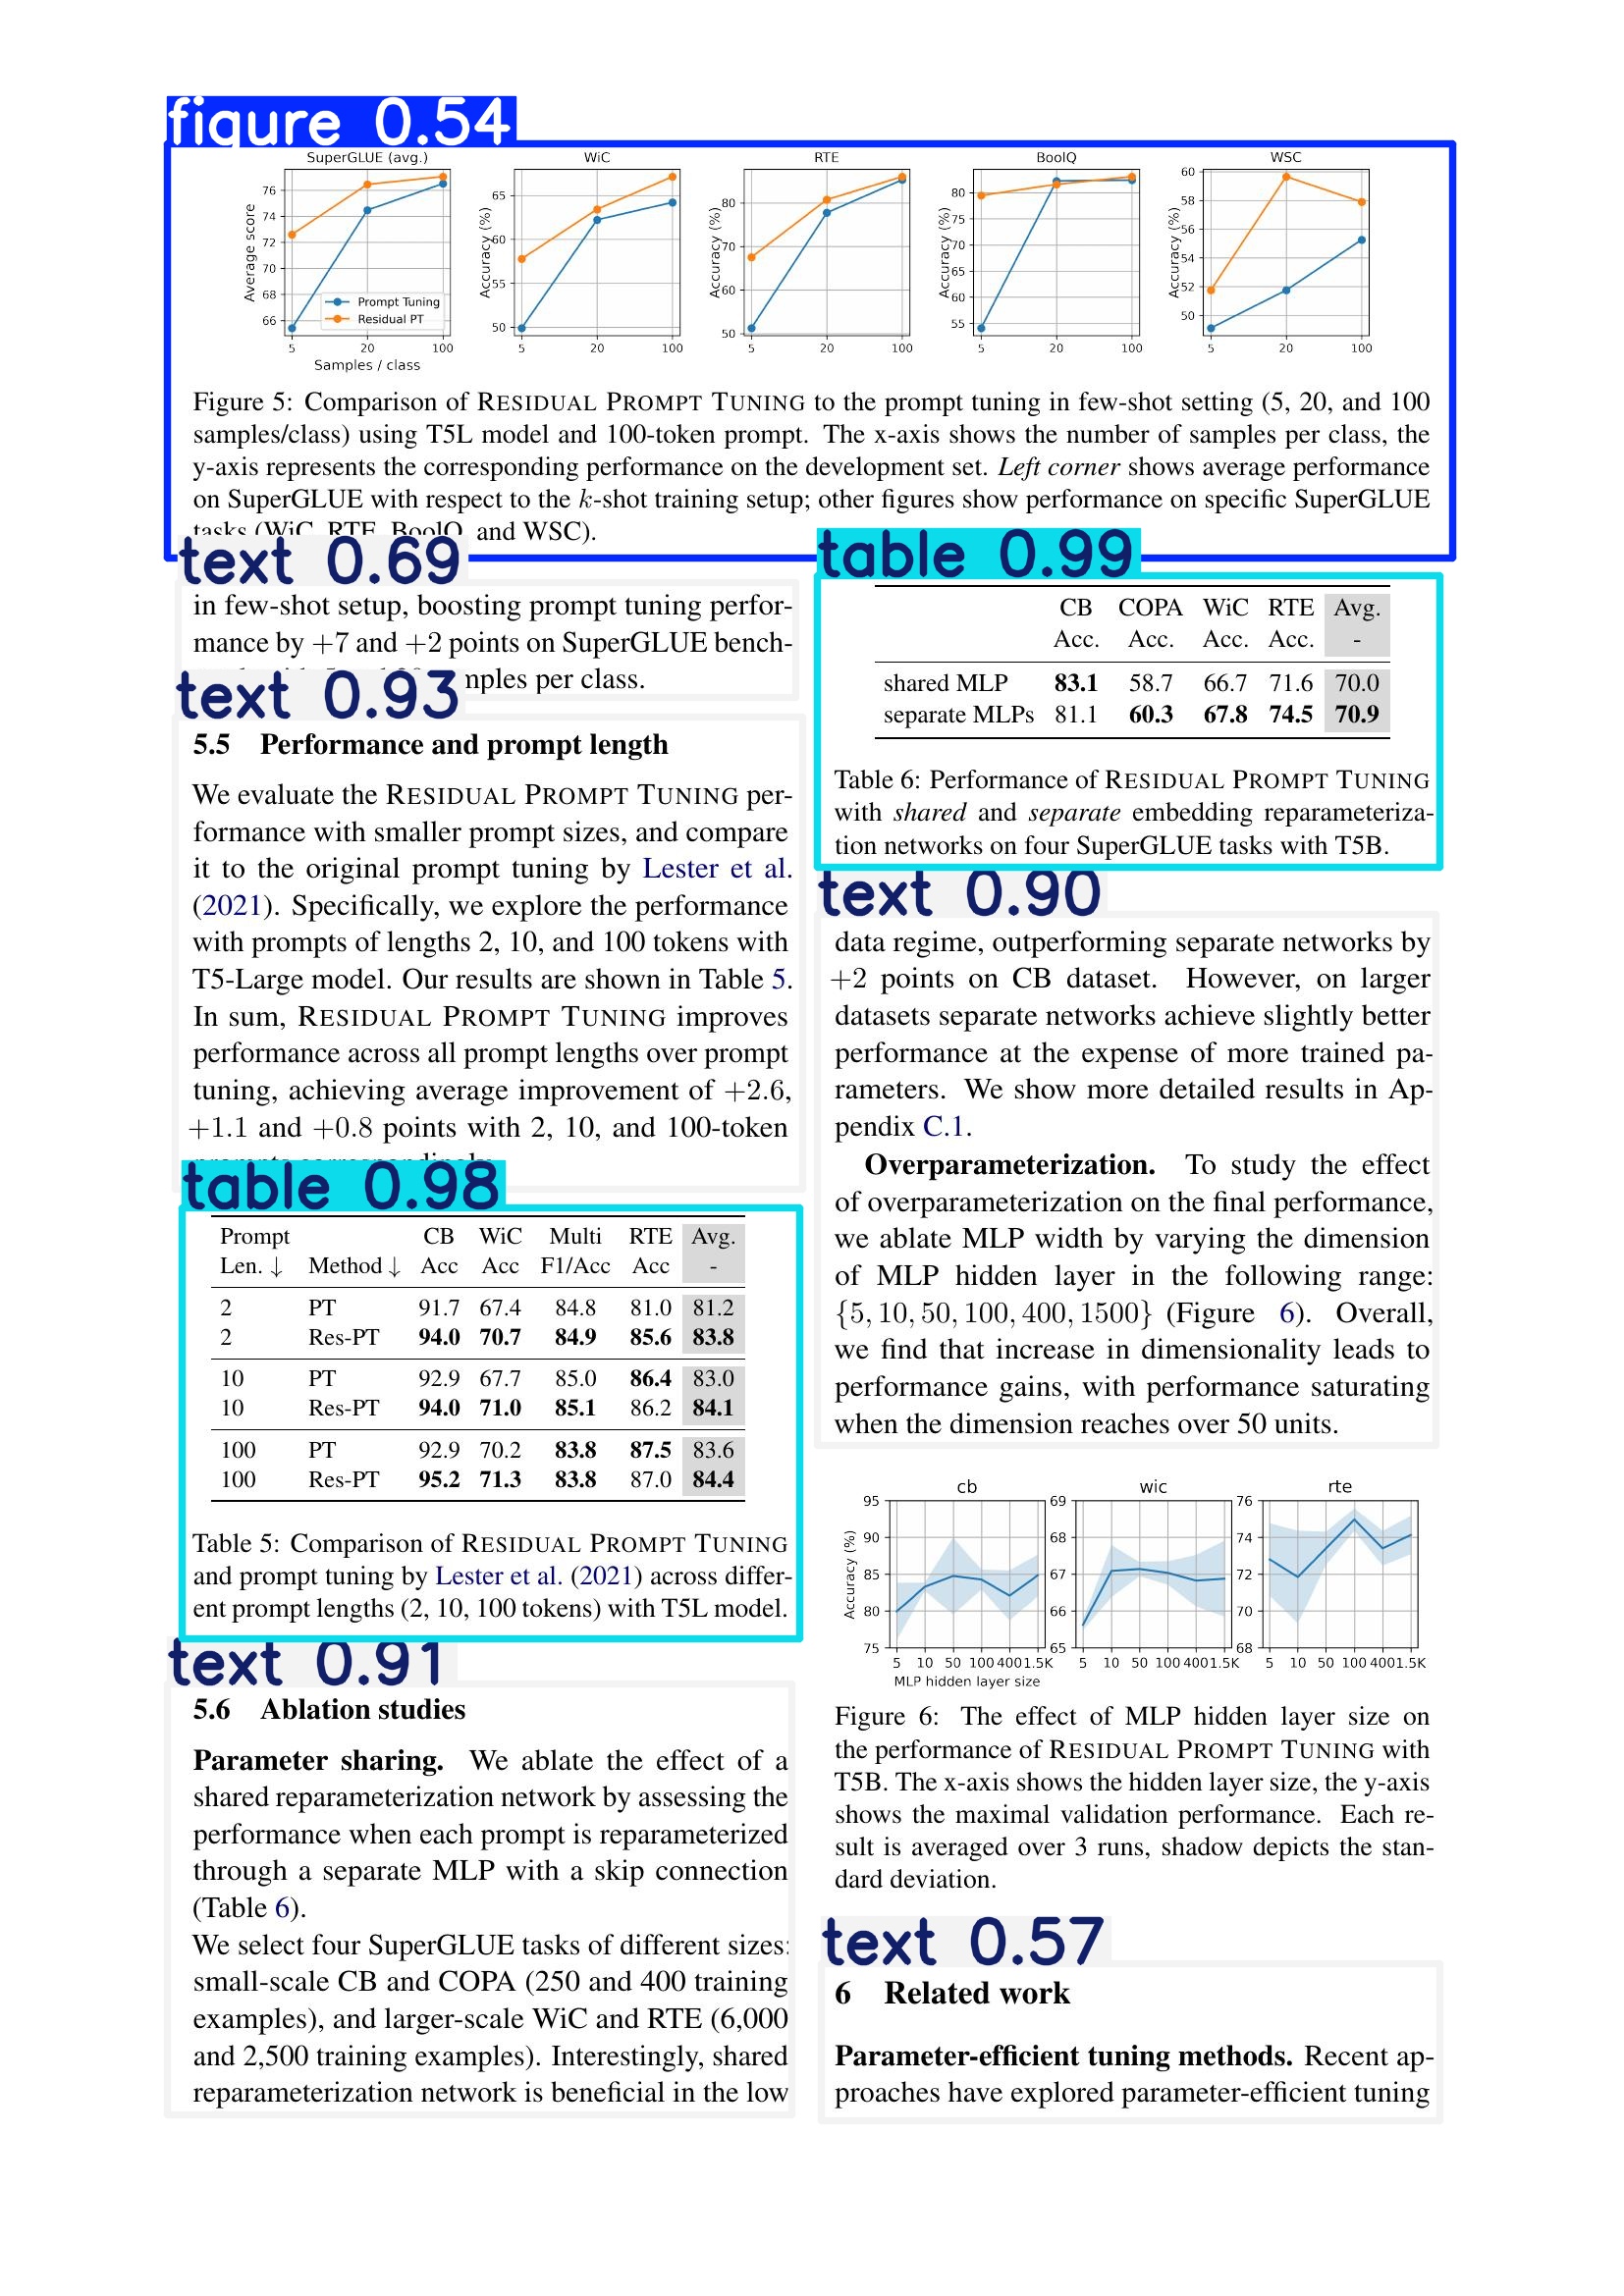 figure 0.54
SuperGLUE (avg.)
Average score
76
74
72
70
68
66
Prompt Tuning
Residual PT
5 20 100
Samples / class
WiC
Accuracy (%)
65
60
55
50
5 20 100
RTE
Accuracy (%)
80
70
60
50
5 20 100
BoolQ
Accuracy (%)
80
75
70
65
60
55
5 20 100
WSC
Accuracy (%)
60
58
56
54
52
50
5 20 100
Figure 5: Comparison of RESIDUAL PROMPT TUNING to the prompt tuning in few-shot setting (5, 20, and 100
samples/class) using T5L model and 100-token prompt. The x-axis shows the number of samples per class, the
y-axis represents the corresponding performance on the development set. Left corner shows average performance
on SuperGLUE with respect to the k-shot training setup; other figures show performance on specific SuperGLUE
tasks (WiC, RTE, BoolQ, and WSC).
text 0.69
in few-shot setup, boosting prompt tuning perfor-
mance by +7 and +2 points on SuperGLUE bench-
samples per class.
text 0.93
5.5 Performance and prompt length
We evaluate the RESIDUAL PROMPT TUNING per-
formance with smaller prompt sizes, and compare
it to the original prompt tuning by Lester et al.
(2021). Specifically, we explore the performance
with prompts of lengths 2, 10, and 100 tokens with
T5-Large model. Our results are shown in Table 5.
In sum, RESIDUAL PROMPT TUNING improves
performance across all prompt lengths over prompt
tuning, achieving average improvement of +2.6,
+1.1 and +0.8 points with 2, 10, and 100-token
table 0.98
Prompt CB WiC Multi RTE Avg.
Len. ↓ Method ↓ Acc Acc F1/Acc Acc -
2 PT 91.7 67.4 84.8 81.0 81.2
2 Res-PT 94.0 70.7 84.9 85.6 83.8
10 PT 92.9 67.7 85.0 86.4 83.0
10 Res-PT 94.0 71.0 85.1 86.2 84.1
100 PT 92.9 70.2 83.8 87.5 83.6
100 Res-PT 95.2 71.3 83.8 87.0 84.4
Table 5: Comparison of RESIDUAL PROMPT TUNING
and prompt tuning by Lester et al. (2021) across differ-
ent prompt lengths (2, 10, 100 tokens) with T5L model.
text 0.91
5.6 Ablation studies
Parameter sharing. We ablate the effect of a
shared reparameterization network by assessing the
performance when each prompt is reparameterized
through a separate MLP with a skip connection
(Table 6).
We select four SuperGLUE tasks of different sizes:
small-scale CB and COPA (250 and 400 training
examples), and larger-scale WiC and RTE (6,000
and 2,500 training examples). Interestingly, shared
reparameterization network is beneficial in the low
table 0.99
CB COPA WiC RTE Avg.
Acc. Acc. Acc. Acc. -
shared MLP 83.1 58.7 66.7 71.6 70.0
separate MLPs 81.1 60.3 67.8 74.5 70.9
Table 6: Performance of RESIDUAL PROMPT TUNING
with shared and separate embedding reparameteriza-
tion networks on four SuperGLUE tasks with T5B.
text 0.90
data regime, outperforming separate networks by
+2 points on CB dataset. However, on larger
datasets separate networks achieve slightly better
performance at the expense of more trained pa-
rameters. We show more detailed results in Ap-
pendix C.1.
Overparameterization. To study the effect
of overparameterization on the final performance,
we ablate MLP width by varying the dimension
of MLP hidden layer in the following range:
{5, 10, 50, 100, 400, 1500} (Figure 6). Overall,
we find that increase in dimensionality leads to
performance gains, with performance saturating
when the dimension reaches over 50 units.
cb
Accuracy (%)
95
90
85
80
75
5 10 50 100 400 1.5K
MLP hidden layer size
wic
69
68
67
66
65
5 10 50 100 400 1.5K
rte
76
74
72
70
68
5 10 50 100 400 1.5K
Figure 6: The effect of MLP hidden layer size on
the performance of RESIDUAL PROMPT TUNING with
T5B. The x-axis shows the hidden layer size, the y-axis
shows the maximal validation performance. Each re-
sult is averaged over 3 runs, shadow depicts the stan-
dard deviation.
text 0.57
6 Related work
Parameter-efficient tuning methods. Recent ap-
proaches have explored parameter-efficient tuning